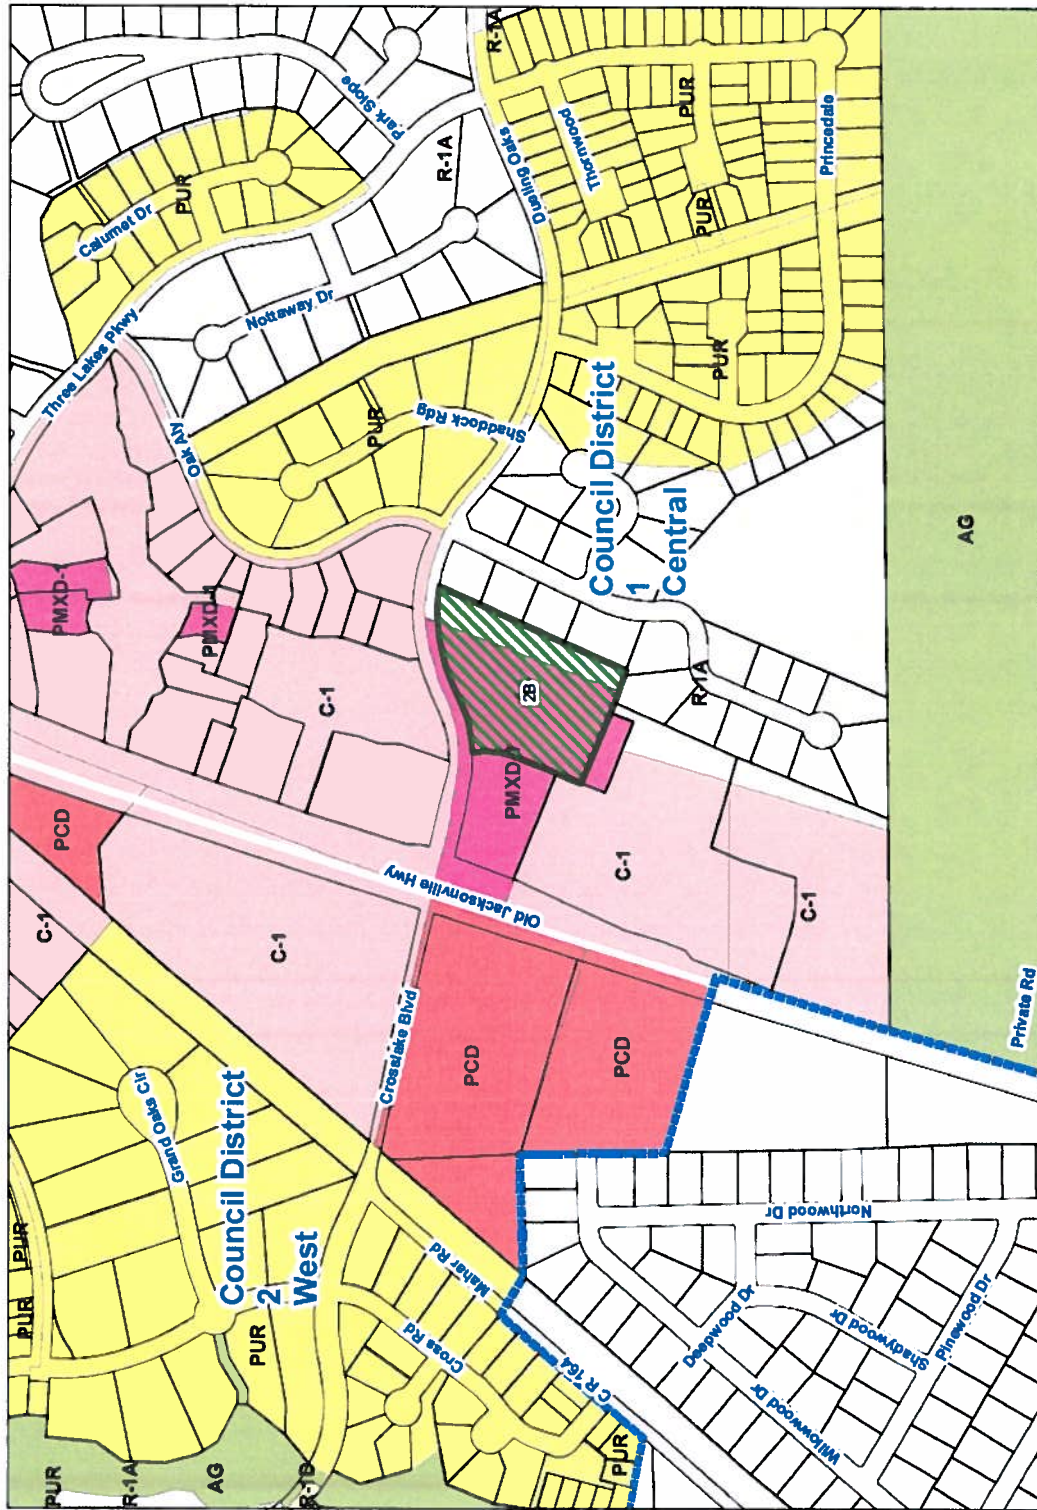 R-1A
Park Slope
PUR
Calumet Dr
R-1A
Thornwood
PUR
Dueling Oaks
Princedale
PUR
Nottaway Dr
Three Lakes Pkwy
PUR
Shaddock Rdg
Oak Aly
PUR
Council District
1
Central
AG
PMXD-1
PMXD-1
C-1
2B
R-1A
PMXD-1
PCD
Old Jacksonville Hwy
C-1
C-1
C-1
C-1
Crosslake Blvd
PCD
PCD
Private Rd
Grand Oaks Cir
Council District
2
West
Mahar Rd
Northwood Dr
PUR
PUR
PUR
Cross Rd
C R 164
Deepwood Dr
Shadywood Dr
Pinewood Dr
Willowwood Dr
PUR
R-1A
AG
R-1B
PUR